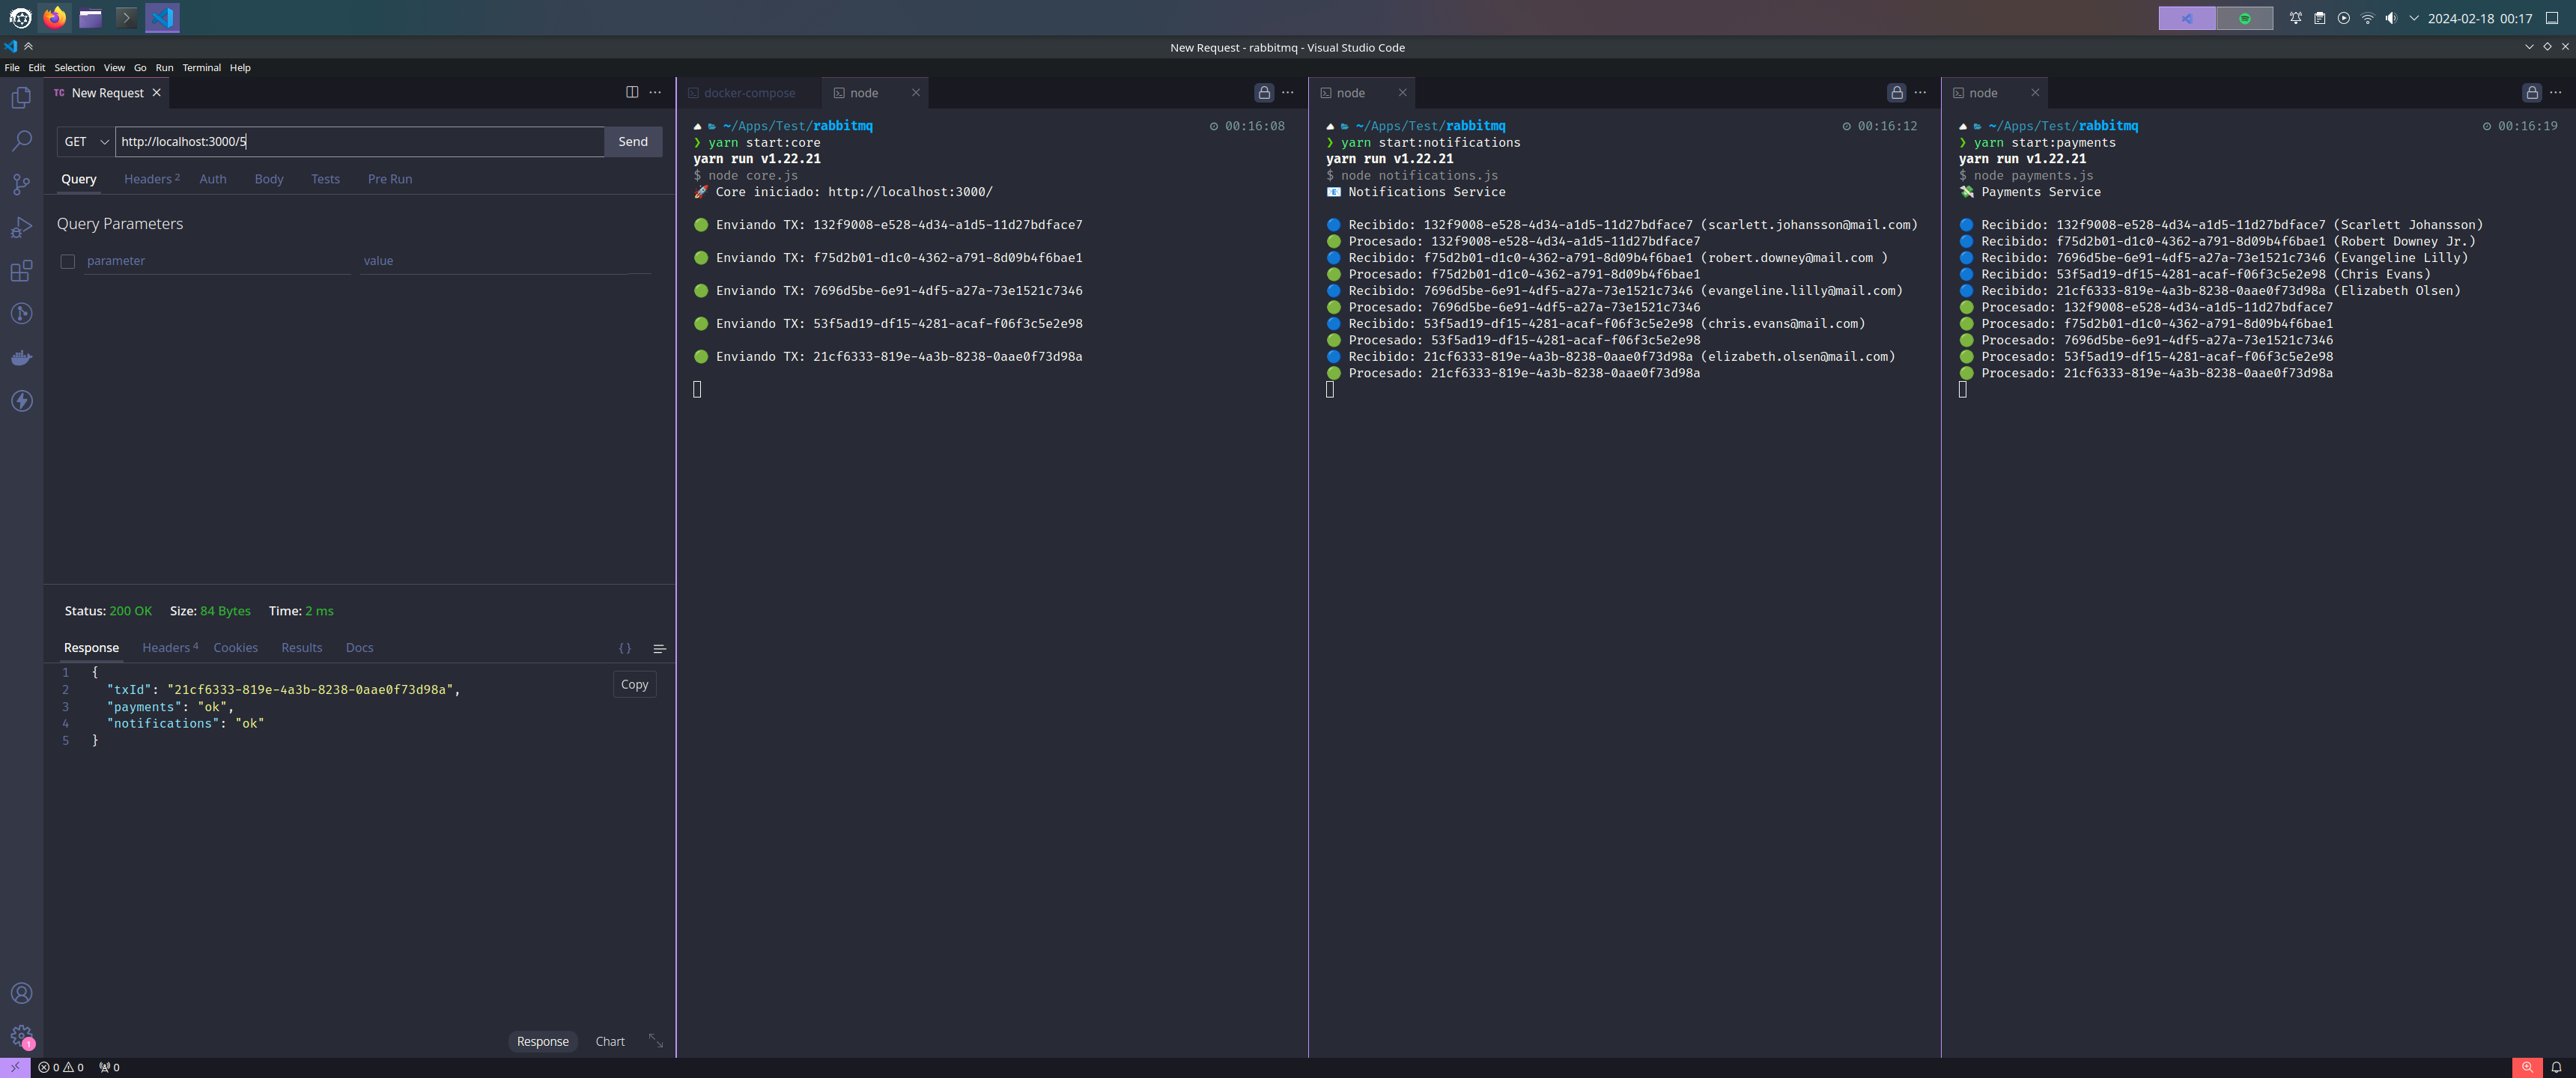 2024-02-18 00:17
New Request - rabbitmq - Visual Studio Code
File Edit Selection View Go Run Terminal Help
TC New Request
GET http://localhost:3000/5 Send
Query Headers 2 Auth Body Tests Pre Run
Query Parameters
parameter value
Status: 200 OK Size: 84 Bytes Time: 2 ms
Response Headers 4 Cookies Results Docs {}
1 {
2 "txId": "21cf6333-819e-4a3b-8238-0aae0f73d98a",
3 "payments": "ok",
4 "notifications": "ok"
5 }
Copy
Response Chart
docker-compose node
~/Apps/Test/rabbitmq 00:16:08
❯ yarn start:core
yarn run v1.22.21
$ node core.js
🚀 Core iniciado: http://localhost:3000/
🟢 Enviando TX: 132f9008-e528-4d34-a1d5-11d27bdface7
🟢 Enviando TX: f75d2b01-d1c0-4362-a791-8d09b4f6bae1
🟢 Enviando TX: 7696d5be-6e91-4df5-a27a-73e1521c7346
🟢 Enviando TX: 53f5ad19-df15-4281-acaf-f06f3c5e2e98
🟢 Enviando TX: 21cf6333-819e-4a3b-8238-0aae0f73d98a
node
~/Apps/Test/rabbitmq 00:16:12
❯ yarn start:notifications
yarn run v1.22.21
$ node notifications.js
📧 Notifications Service
🔵 Recibido: 132f9008-e528-4d34-a1d5-11d27bdface7 (scarlett.johansson@mail.com)
🟢 Procesado: 132f9008-e528-4d34-a1d5-11d27bdface7
🔵 Recibido: f75d2b01-d1c0-4362-a791-8d09b4f6bae1 (robert.downey@mail.com )
🟢 Procesado: f75d2b01-d1c0-4362-a791-8d09b4f6bae1
🔵 Recibido: 7696d5be-6e91-4df5-a27a-73e1521c7346 (evangeline.lilly@mail.com)
🟢 Procesado: 7696d5be-6e91-4df5-a27a-73e1521c7346
🔵 Recibido: 53f5ad19-df15-4281-acaf-f06f3c5e2e98 (chris.evans@mail.com)
🟢 Procesado: 53f5ad19-df15-4281-acaf-f06f3c5e2e98
🔵 Recibido: 21cf6333-819e-4a3b-8238-0aae0f73d98a (elizabeth.olsen@mail.com)
🟢 Procesado: 21cf6333-819e-4a3b-8238-0aae0f73d98a
node
~/Apps/Test/rabbitmq 00:16:19
❯ yarn start:payments
yarn run v1.22.21
$ node payments.js
💸 Payments Service
🔵 Recibido: 132f9008-e528-4d34-a1d5-11d27bdface7 (Scarlett Johansson)
🔵 Recibido: f75d2b01-d1c0-4362-a791-8d09b4f6bae1 (Robert Downey Jr.)
🔵 Recibido: 7696d5be-6e91-4df5-a27a-73e1521c7346 (Evangeline Lilly)
🔵 Recibido: 53f5ad19-df15-4281-acaf-f06f3c5e2e98 (Chris Evans)
🔵 Recibido: 21cf6333-819e-4a3b-8238-0aae0f73d98a (Elizabeth Olsen)
🟢 Procesado: 132f9008-e528-4d34-a1d5-11d27bdface7
🟢 Procesado: f75d2b01-d1c0-4362-a791-8d09b4f6bae1
🟢 Procesado: 7696d5be-6e91-4df5-a27a-73e1521c7346
🟢 Procesado: 53f5ad19-df15-4281-acaf-f06f3c5e2e98
🟢 Procesado: 21cf6333-819e-4a3b-8238-0aae0f73d98a
1
0 0 0